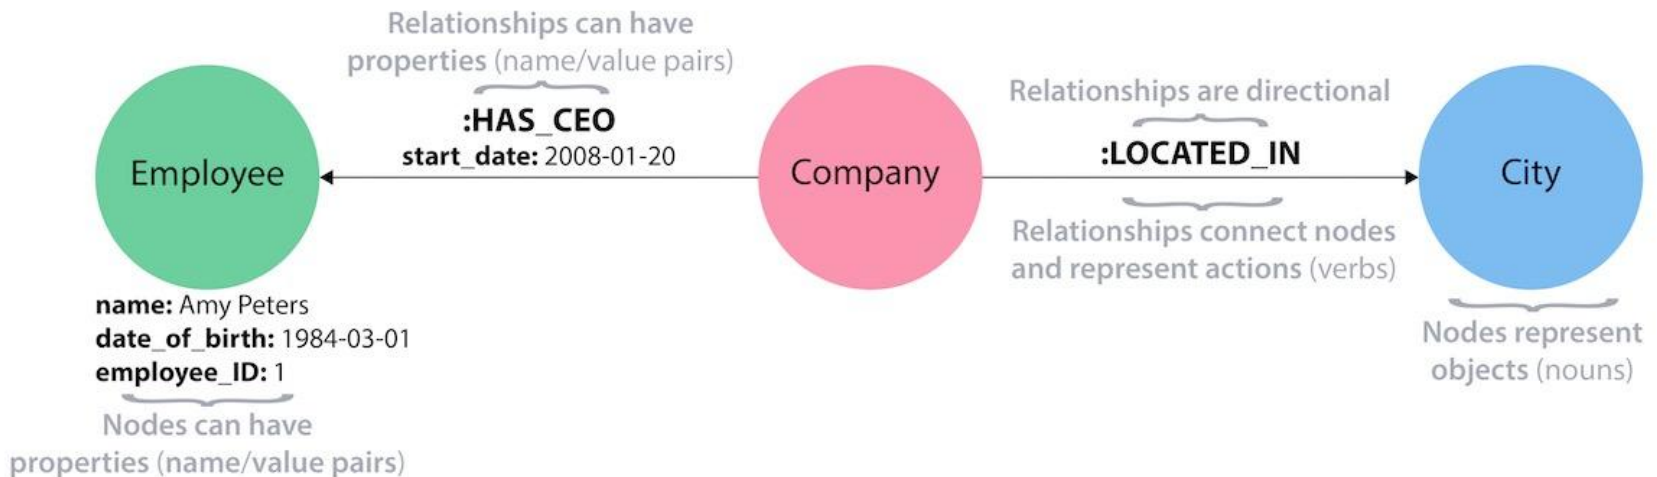 Relationships can have
properties (name/value pairs)
:HAS_CEO
start_date: 2008-01-20
Employee
name: Amy Peters
date_of_birth: 1984-03-01
employee_ID: 1
Nodes can have
properties (name/value pairs)
Company
Relationships are directional
:LOCATED_IN
Relationships connect nodes
and represent actions (verbs)
City
Nodes represent
objects (nouns)